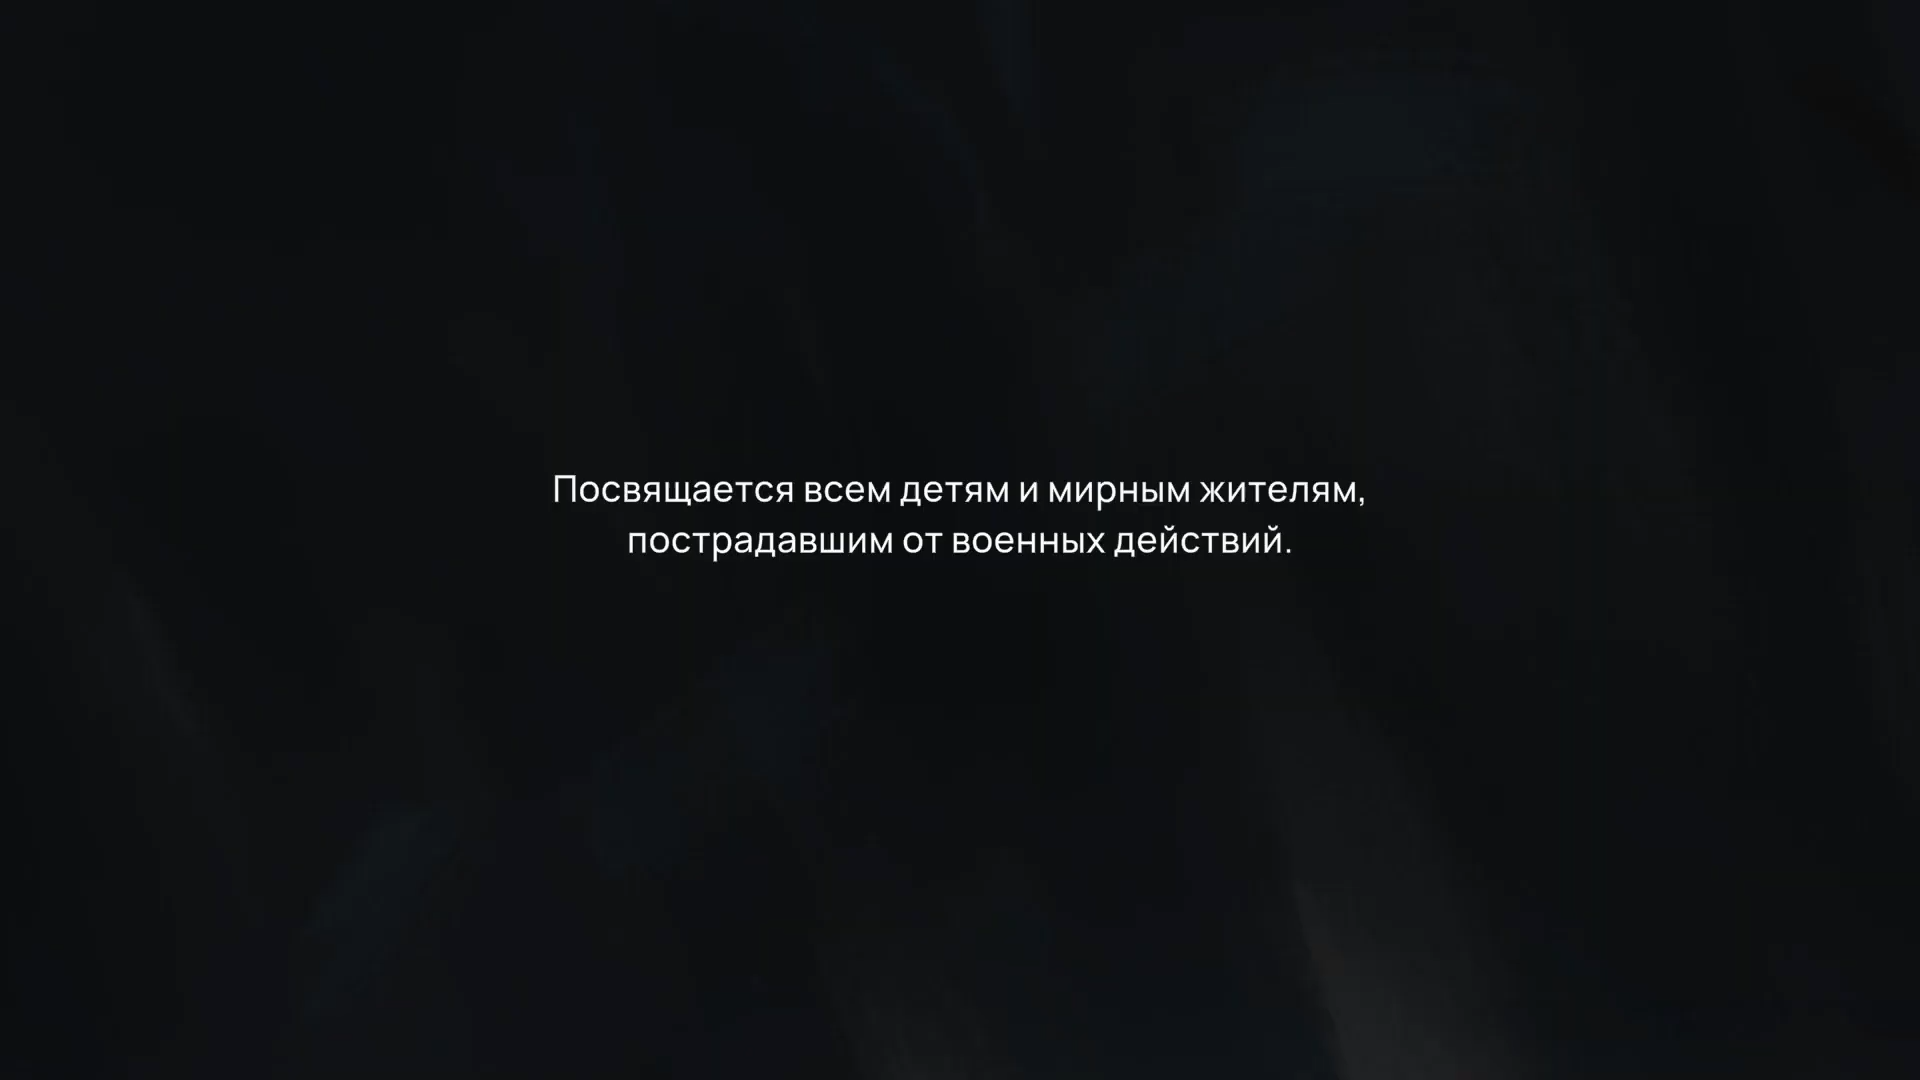 Посвящается всем детям и мирным жителям,
пострадавшим от военных действий.